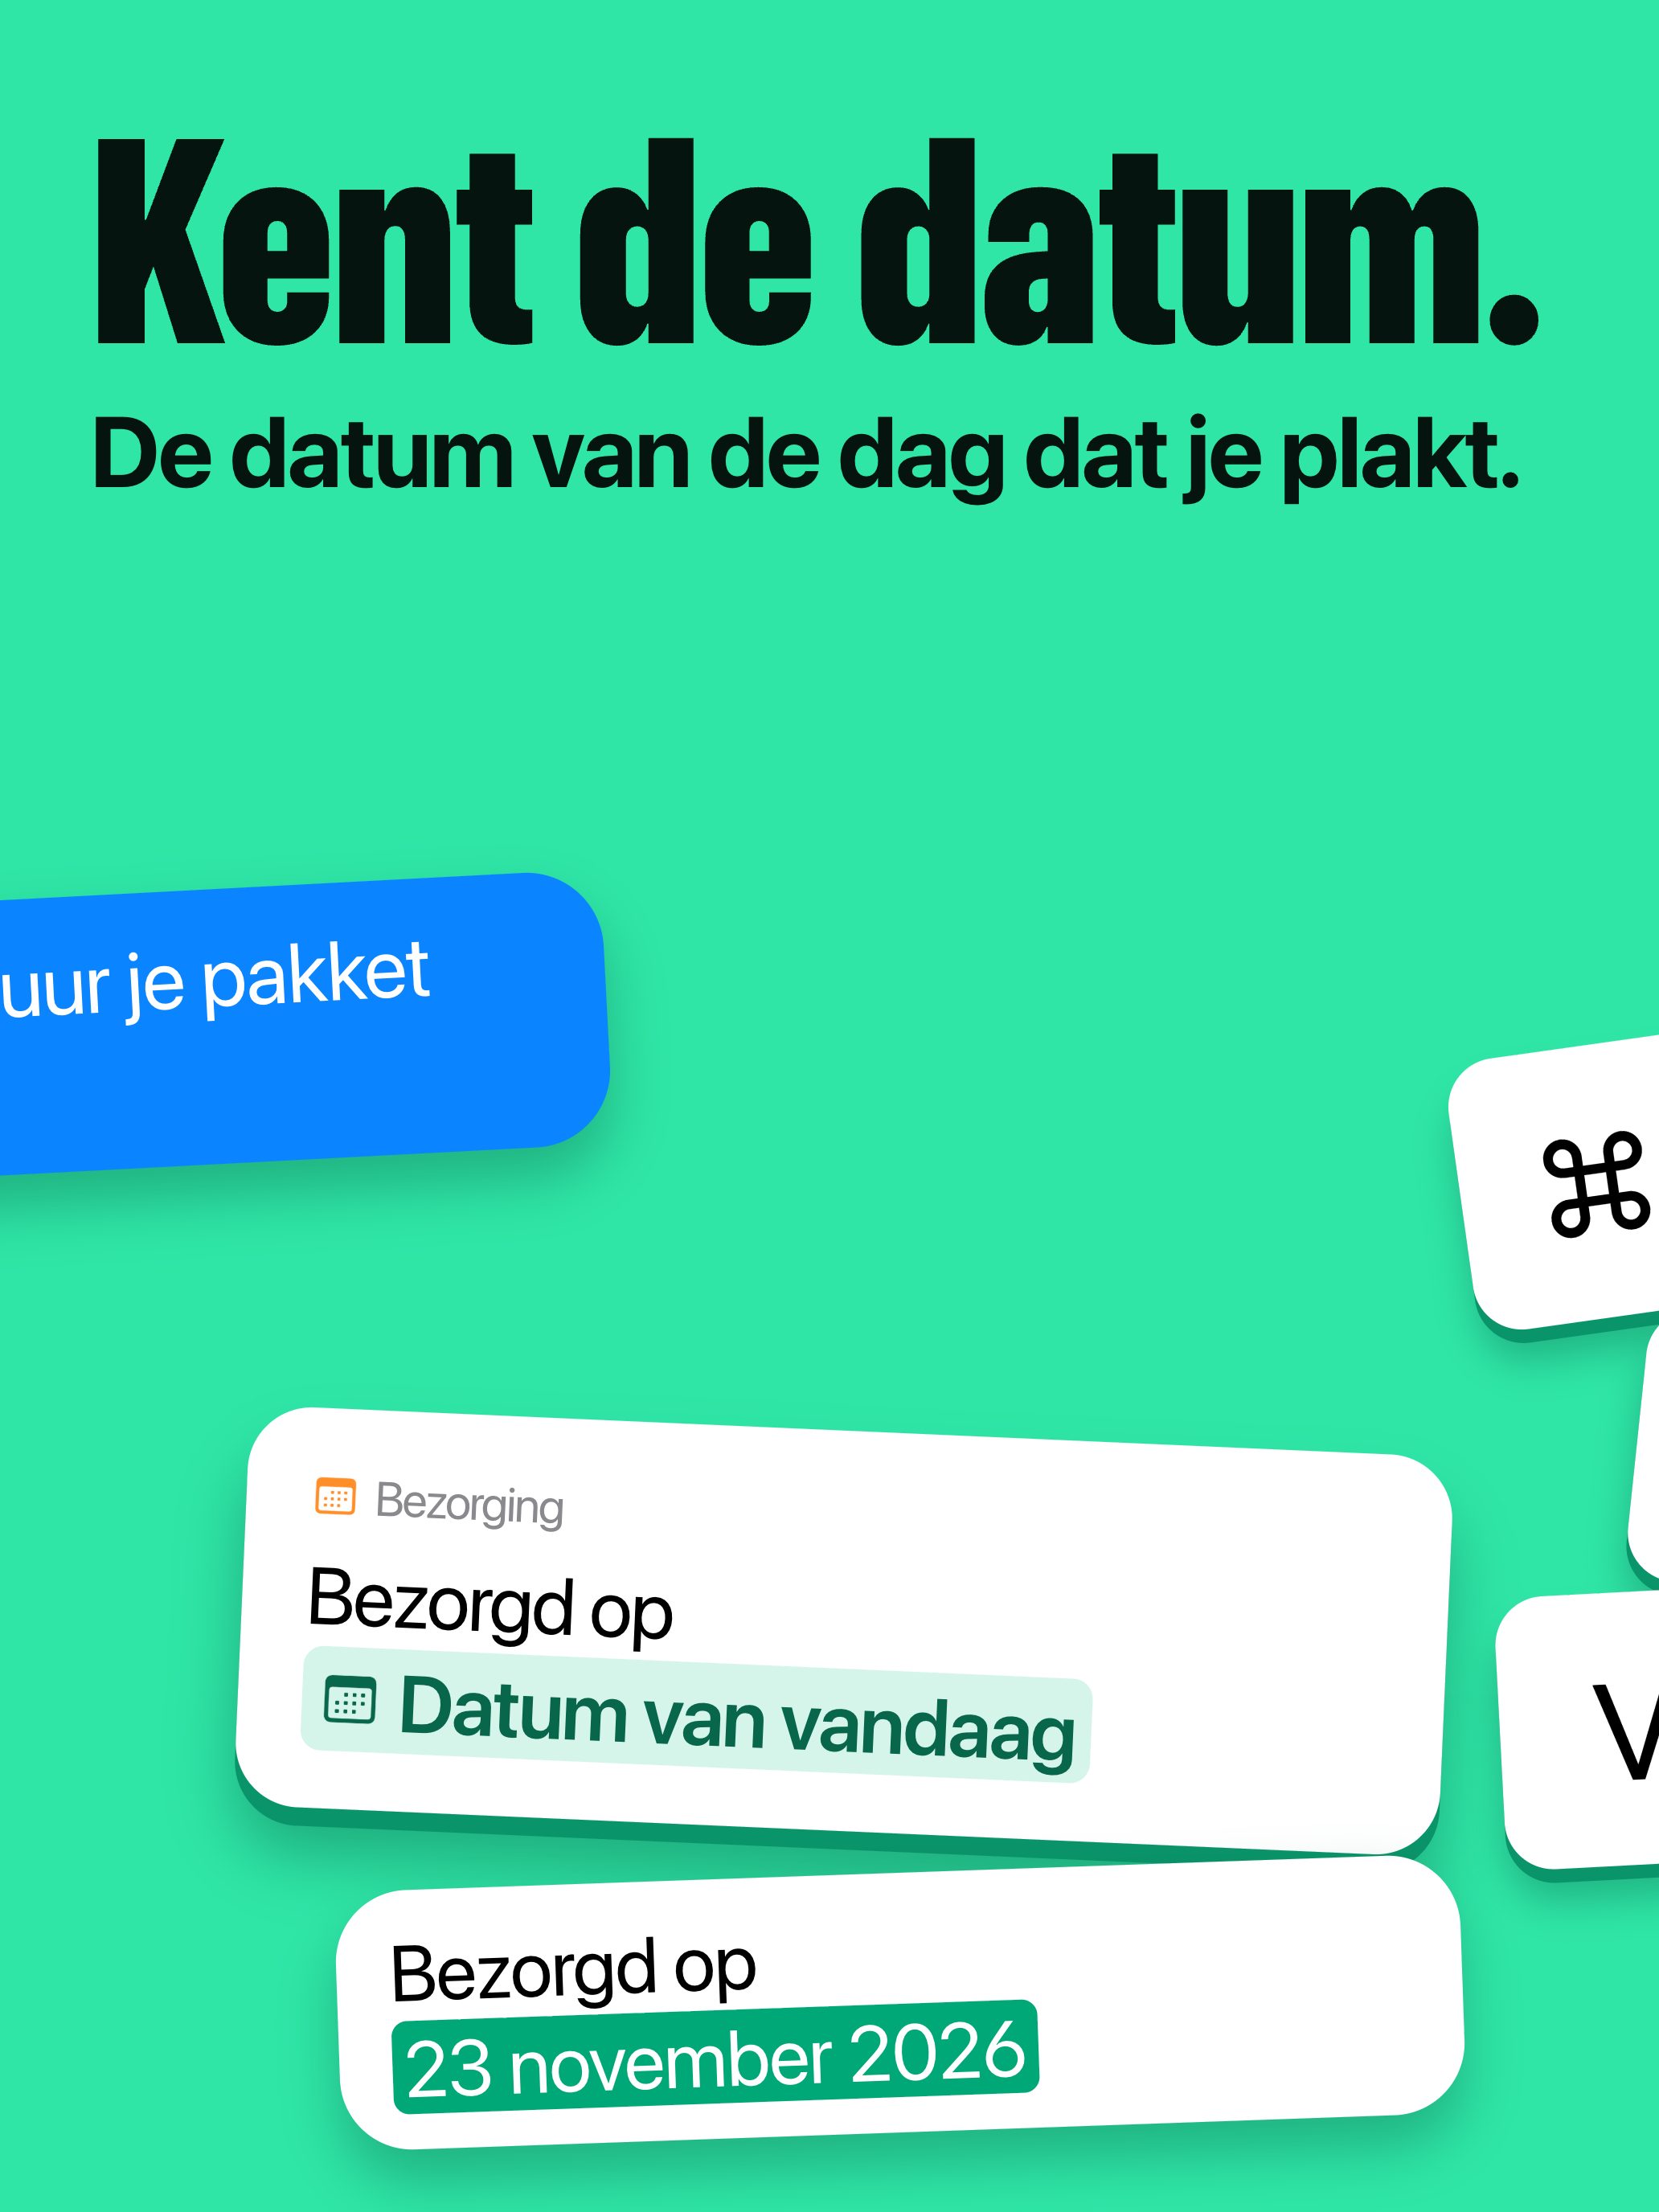 Kent de datum.
De datum van de dag dat je plakt.
uur je pakket
⌘
Bezorging
Bezorgd op
Datum van vandaag
V
Bezorgd op
23 november 2026